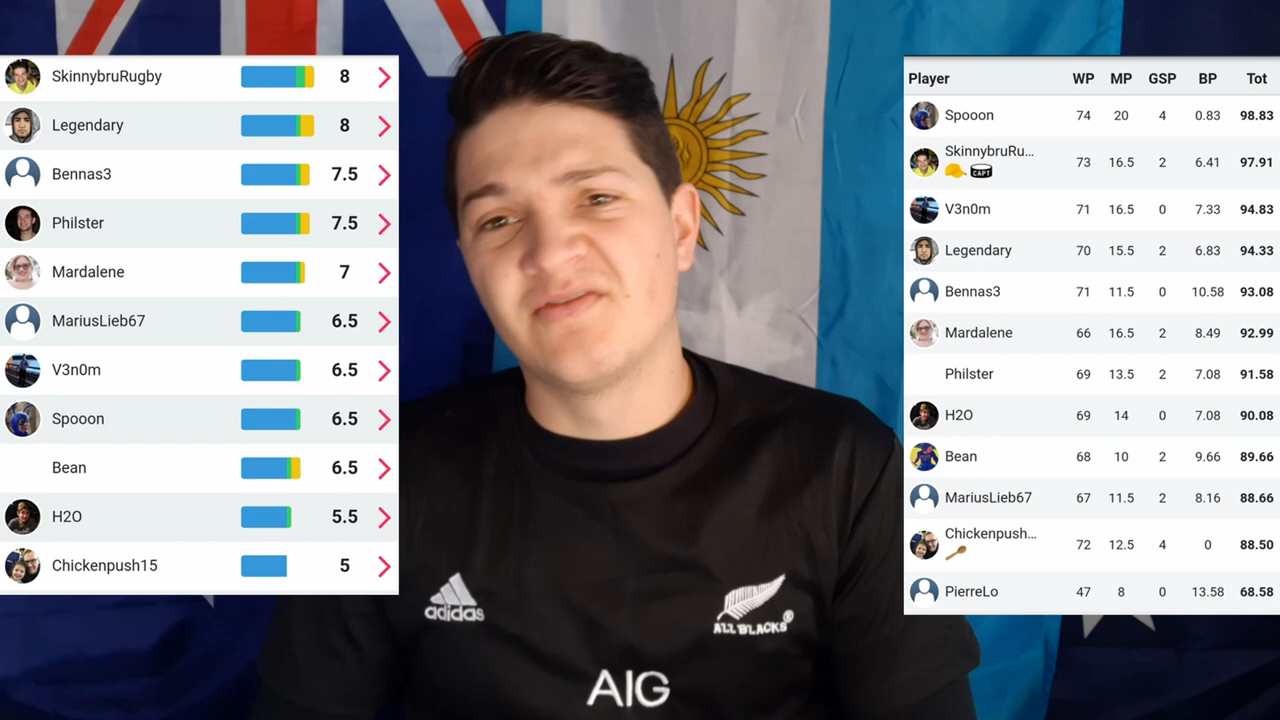 SkinnybruRugby 8
Legendary 8
Bennas3 7.5
Philster 7.5
Mardalene 7
MariusLieb67 6.5
V3n0m 6.5
Spooon 6.5
Bean 6.5
H2O 5.5
Chickenpush15 5
adidas
ALL BLACKS®
AIG
Player WP MP GSP BP Tot
Spooon 74 20 4 0.83 98.83
SkinnybruRu... 73 16.5 2 6.41 97.91
CAPT
V3n0m 71 16.5 0 7.33 94.83
Legendary 70 15.5 2 6.83 94.33
Bennas3 71 11.5 0 10.58 93.08
Mardalene 66 16.5 2 8.49 92.99
Philster 69 13.5 2 7.08 91.58
H2O 69 14 0 7.08 90.08
Bean 68 10 2 9.66 89.66
MariusLieb67 67 11.5 2 8.16 88.66
Chickenpush... 72 12.5 4 0 88.50
PierreLo 47 8 0 13.58 68.58